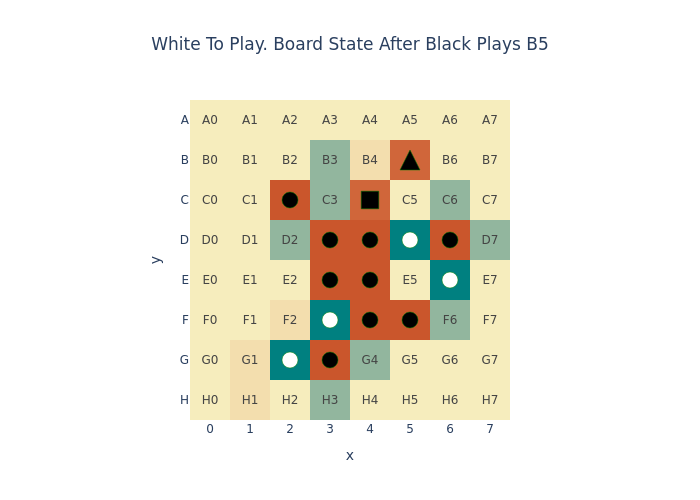 White To Play. Board State After Black Plays B5
A A0 A1 A2 A3 A4 A5 A6 A7
B B0 B1 B2 B3 B4 B6 B7
C C0 C1 C3 C5 C6 C7
D D0 D1 D2 D7
E E0 E1 E2 E5 E7
F F0 F1 F2 F6 F7
G G0 G1 G4 G5 G6 G7
H H0 H1 H2 H3 H4 H5 H6 H7
0 1 2 3 4 5 6 7
x
y